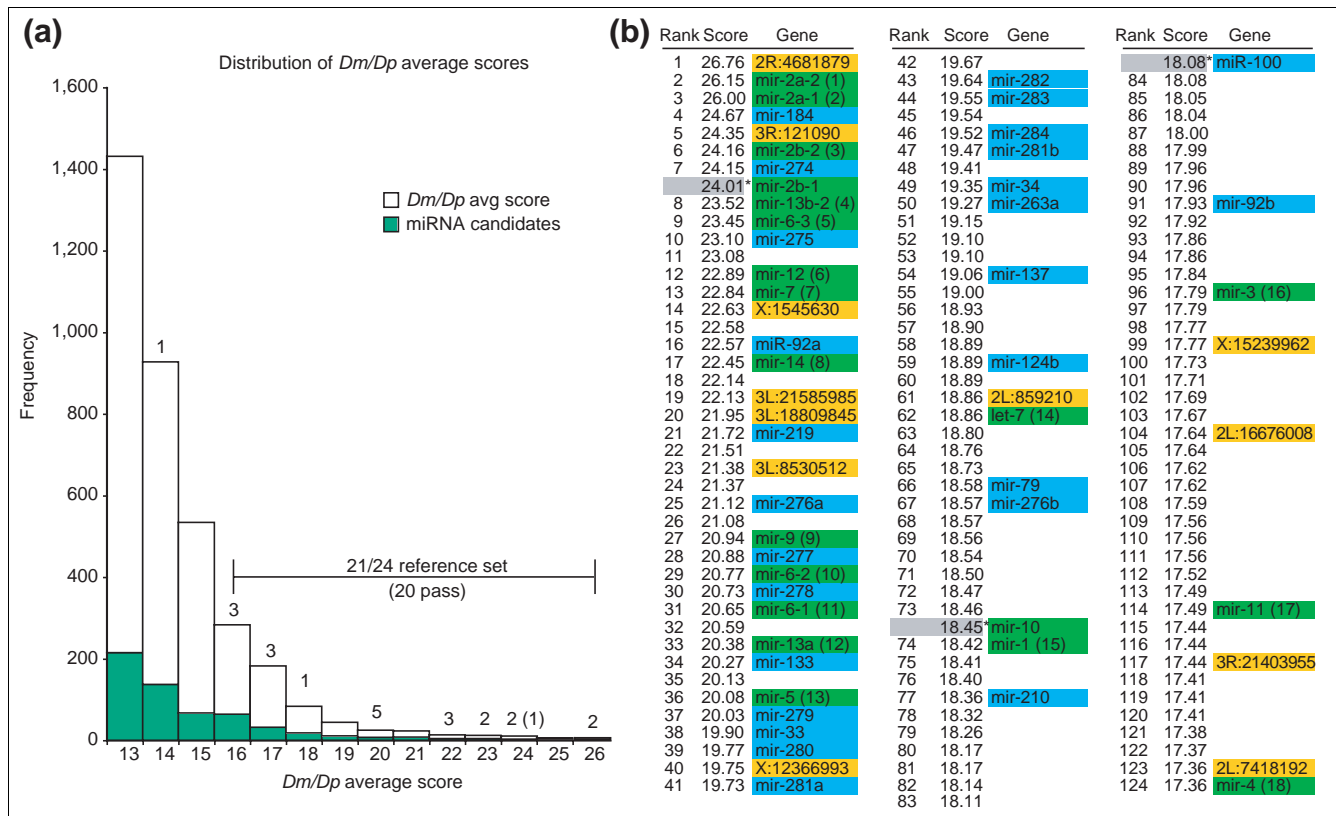 (a)
Distribution of Dm/Dp average scores
1,600
1,400
1,200
1,000
800
600
400
200
0
Frequency
Dm/Dp avg score
miRNA candidates
1
21/24 reference set
(20 pass)
3
3
1
5
3
2
2 (1)
2
13 14 15 16 17 18 19 20 21 22 23 24 25 26
Dm/Dp average score
(b)
Rank Score Gene
1 26.76 2R:4681879
2 26.15 mir-2a-2 (1)
3 26.00 mir-2a-1 (2)
4 24.67 mir-184
5 24.35 3R:121090
6 24.16 mir-2b-2 (3)
7 24.15 mir-274
24.01* mir-2b-1
8 23.52 mir-13b-2 (4)
9 23.45 mir-6-3 (5)
10 23.10 mir-275
11 23.08
12 22.89 mir-12 (6)
13 22.84 mir-7 (7)
14 22.63 X:1545630
15 22.58
16 22.57 miR-92a
17 22.45 mir-14 (8)
18 22.14
19 22.13 3L:21585985
20 21.95 3L:18809845
21 21.72 mir-219
22 21.51
23 21.38 3L:8530512
24 21.37
25 21.12 mir-276a
26 21.08
27 20.94 mir-9 (9)
28 20.88 mir-277
29 20.77 mir-6-2 (10)
30 20.73 mir-278
31 20.65 mir-6-1 (11)
32 20.59
33 20.38 mir-13a (12)
34 20.27 mir-133
35 20.13
36 20.08 mir-5 (13)
37 20.03 mir-279
38 19.90 mir-33
39 19.77 mir-280
40 19.75 X:12366993
41 19.73 mir-281a
Rank Score Gene
42 19.67
43 19.64 mir-282
44 19.55 mir-283
45 19.54
46 19.52 mir-284
47 19.47 mir-281b
48 19.41
49 19.35 mir-34
50 19.27 mir-263a
51 19.15
52 19.10
53 19.10
54 19.06 mir-137
55 19.00
56 18.93
57 18.90
58 18.89
59 18.89 mir-124b
60 18.89
61 18.86 2L:859210
62 18.86 let-7 (14)
63 18.80
64 18.76
65 18.73
66 18.58 mir-79
67 18.57 mir-276b
68 18.57
69 18.56
70 18.54
71 18.50
72 18.47
73 18.46
18.45* mir-10
74 18.42 mir-1 (15)
75 18.41
76 18.40
77 18.36 mir-210
78 18.32
79 18.26
80 18.17
81 18.17
82 18.14
83 18.11
Rank Score Gene
18.08* miR-100
84 18.08
85 18.05
86 18.04
87 18.00
88 17.99
89 17.96
90 17.96
91 17.93 mir-92b
92 17.92
93 17.86
94 17.86
95 17.84
96 17.79 mir-3 (16)
97 17.79
98 17.77
99 17.77 X:15239962
100 17.73
101 17.71
102 17.69
103 17.67
104 17.64 2L:16676008
105 17.64
106 17.62
107 17.62
108 17.59
109 17.56
110 17.56
111 17.56
112 17.52
113 17.49
114 17.49 mir-11 (17)
115 17.44
116 17.44
117 17.44 3R:21403955
118 17.41
119 17.41
120 17.41
121 17.38
122 17.37
123 17.36 2L:7418192
124 17.36 mir-4 (18)